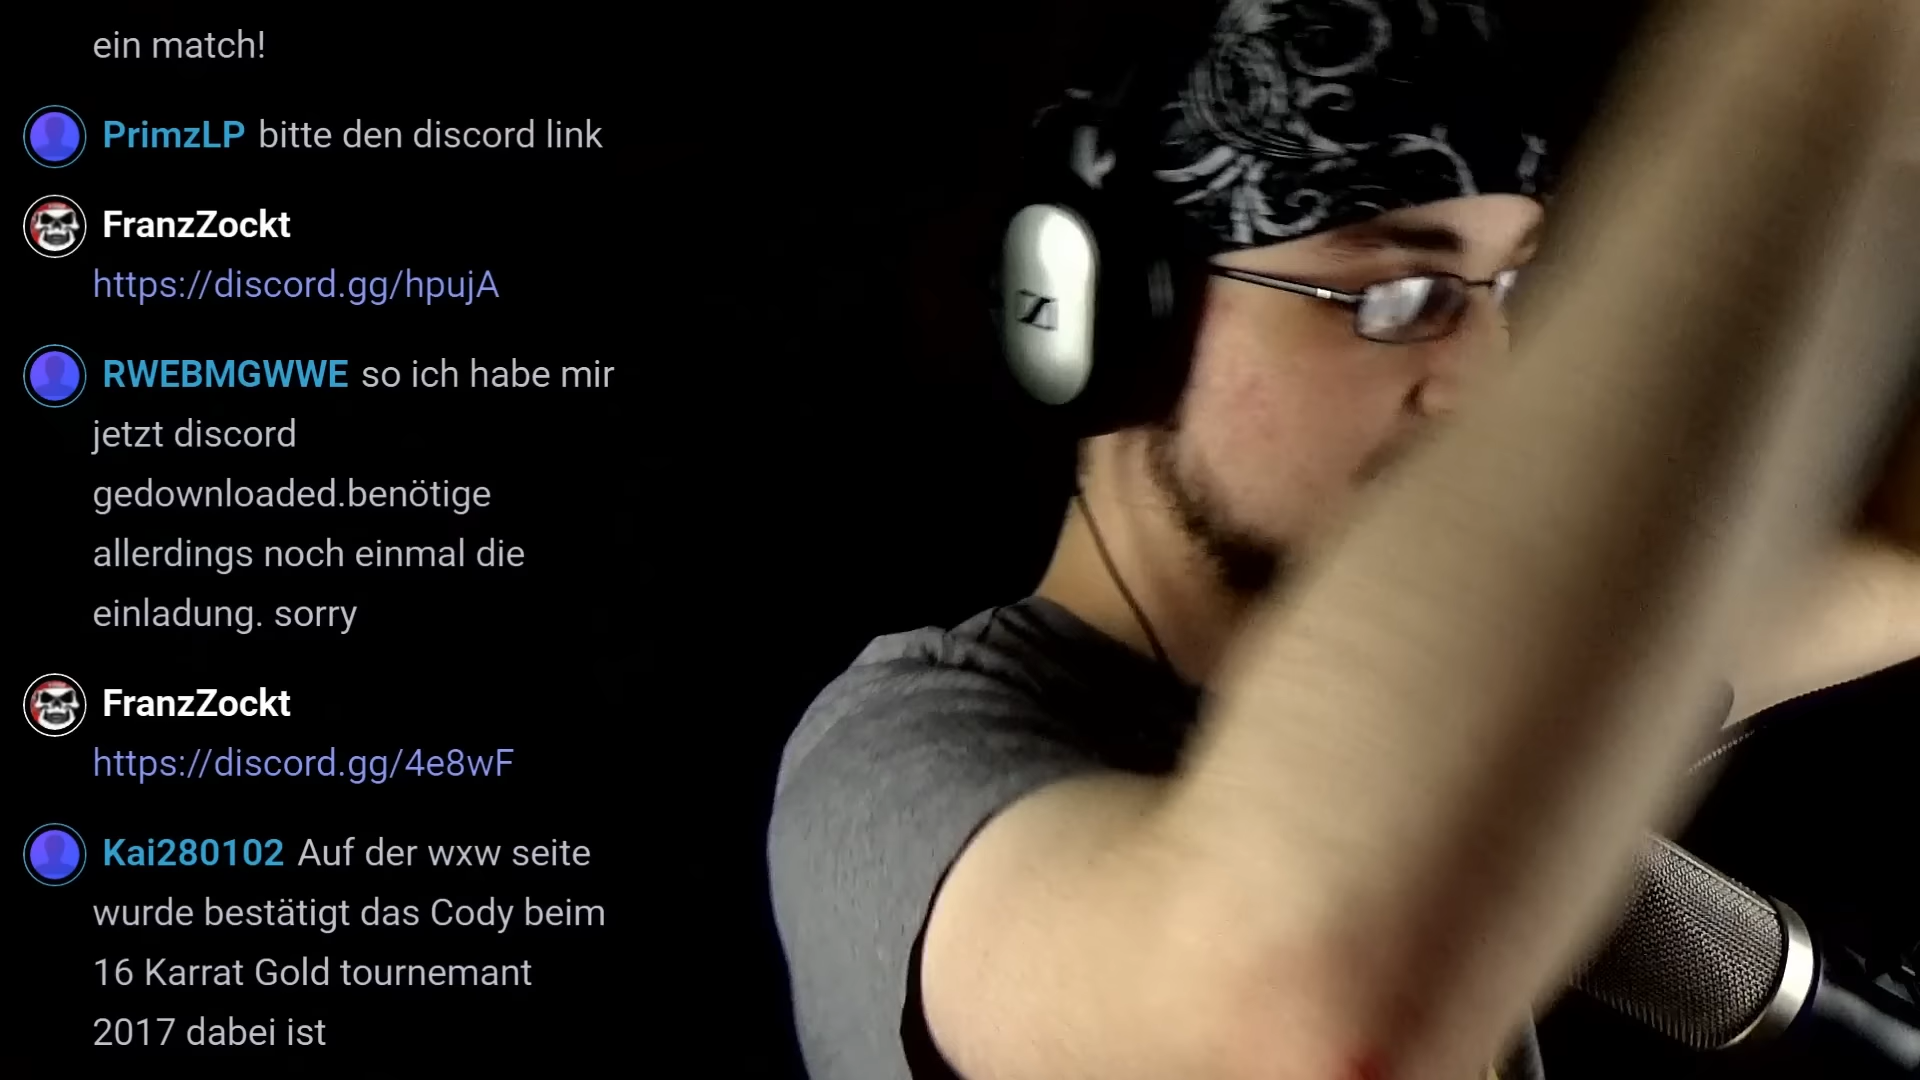 ein match!
PrimzLP bitte den discord link
FranzZockt
https://discord.gg/hpujA
RWEBMGWWE so ich habe mir
jetzt discord
gedownloaded.benötige
allerdings noch einmal die
einladung. sorry
FranzZockt
https://discord.gg/4e8wF
Kai280102 Auf der wxw seite
wurde bestätigt das Cody beim
16 Karrat Gold tournemant
2017 dabei ist